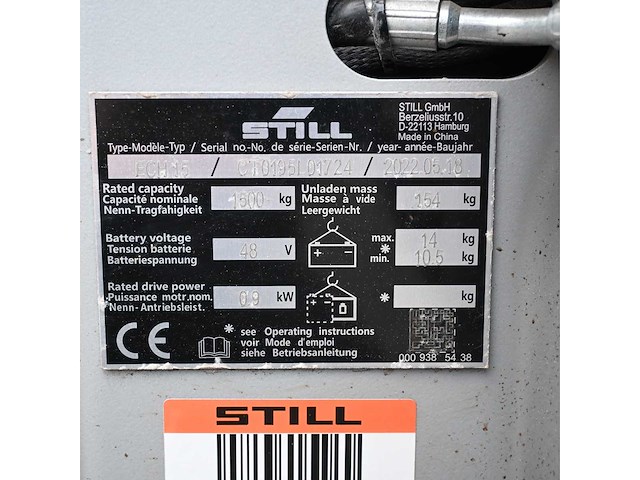 STILL
STILL GmbH
Berzeliusstr.10
D-22113 Hamburg
Made in China
Type-Modèle-Typ / Serial no.-No. de série-Serien-Nr. / year- année-Baujahr
ECH 15 / / 2022.05.18
Rated capacity
Capacité nominale
Nenn-Tragfahigkeit
1500 kg
Unladen mass
Masse à vide
Leergewicht
154 kg
Battery voltage
Tension batterie
Batteriespannung
48 V
max. 14 kg
* min. 10.5 kg
Rated drive power
Puissance motr.nom.
Nenn- Antriebsleist.
0.9 kW
* kg
* see Operating instructions
voir Mode d'emploi
siehe Betriebsanleitung
CE
000 938 54 38
STILL